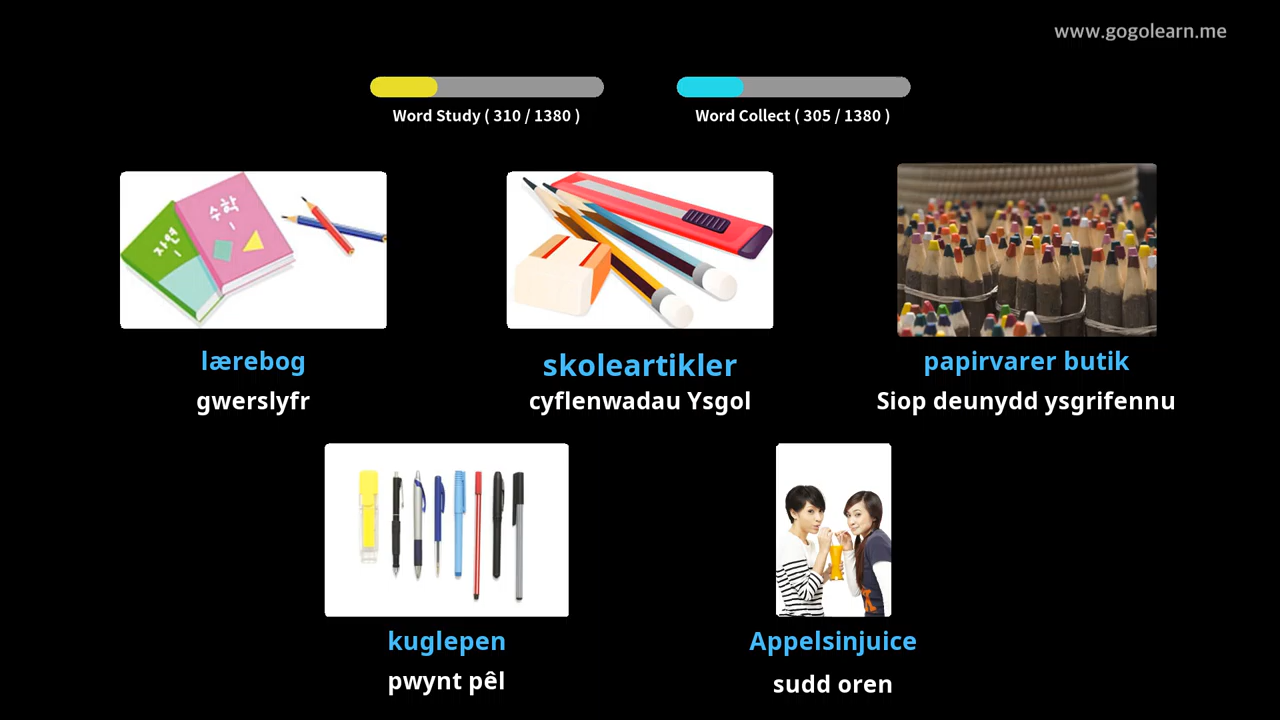 www.gogolearn.me
Word Study ( 310 / 1380 )
Word Collect ( 305 / 1380 )
자연
수학
lærebog
gwerslyfr
skoleartikler
cyflenwadau Ysgol
papirvarer butik
Siop deunydd ysgrifennu
kuglepen
pwynt pêl
Appelsinjuice
sudd oren